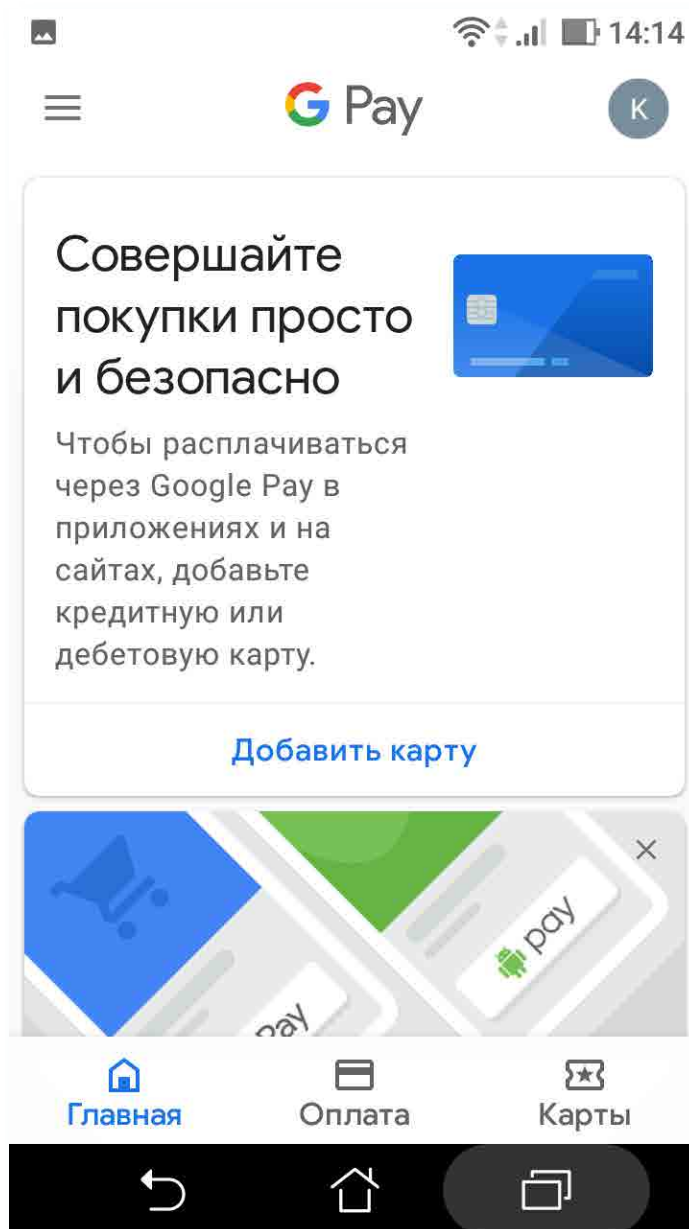 14:14
G Pay
K
Совершайте
покупки просто
и безопасно
Чтобы расплачиваться
через Google Pay в
приложениях и на
сайтах, добавьте
кредитную или
дебетовую карту.
Добавить карту
pay
Pay
Главная
Оплата
Карты